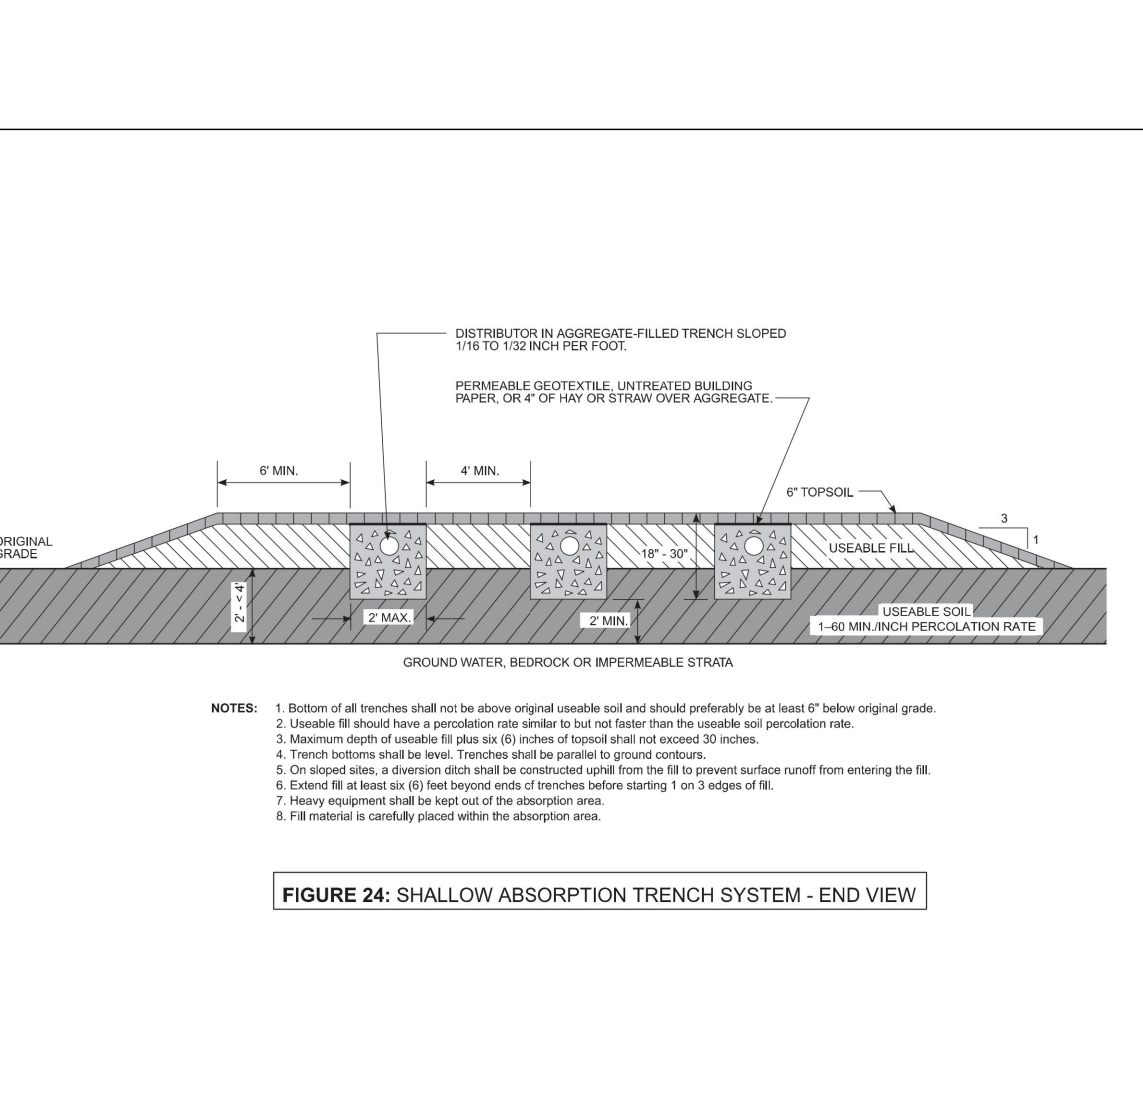 DISTRIBUTOR IN AGGREGATE-FILLED TRENCH SLOPED
1/16 TO 1/32 INCH PER FOOT.
PERMEABLE GEOTEXTILE, UNTREATED BUILDING
PAPER, OR 4" OF HAY OR STRAW OVER AGGREGATE.
6' MIN.
4' MIN.
6" TOPSOIL
3
1
ORIGINAL
GRADE
18" - 30"
USEABLE FILL
2' - < 4'
2' MAX.
2' MIN.
USEABLE SOIL
1–60 MIN./INCH PERCOLATION RATE
GROUND WATER, BEDROCK OR IMPERMEABLE STRATA
NOTES: 1. Bottom of all trenches shall not be above original useable soil and should preferably be at least 6" below original grade.
2. Useable fill should have a percolation rate similar to but not faster than the useable soil percolation rate.
3. Maximum depth of useable fill plus six (6) inches of topsoil shall not exceed 30 inches.
4. Trench bottoms shall be level. Trenches shall be parallel to ground contours.
5. On sloped sites, a diversion ditch shall be constructed uphill from the fill to prevent surface runoff from entering the fill.
6. Extend fill at least six (6) feet beyond ends of trenches before starting 1 on 3 edges of fill.
7. Heavy equipment shall be kept out of the absorption area.
8. Fill material is carefully placed within the absorption area.
FIGURE 24: SHALLOW ABSORPTION TRENCH SYSTEM - END VIEW